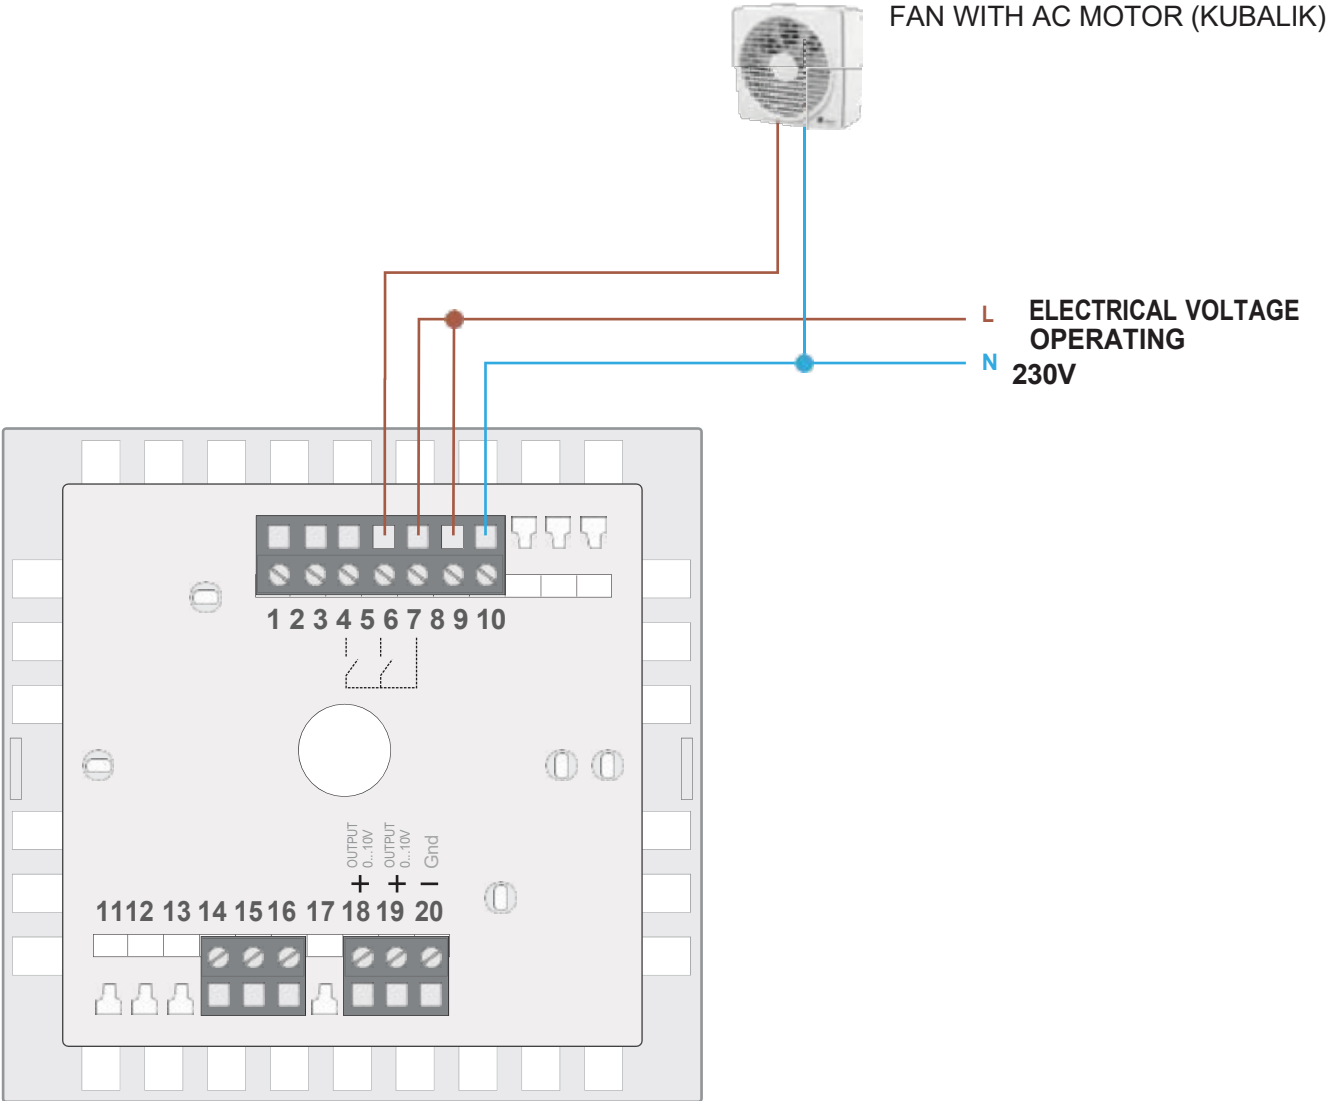 FAN WITH AC MOTOR (KUBALIK)
L ELECTRICAL VOLTAGE
OPERATING
N 230V
1 2 3 4 5 6 7 8 9 10
OUTPUT
0...10V
OUTPUT
0...10V
Gnd
+ + −
11 12 13 14 15 16 17 18 19 20